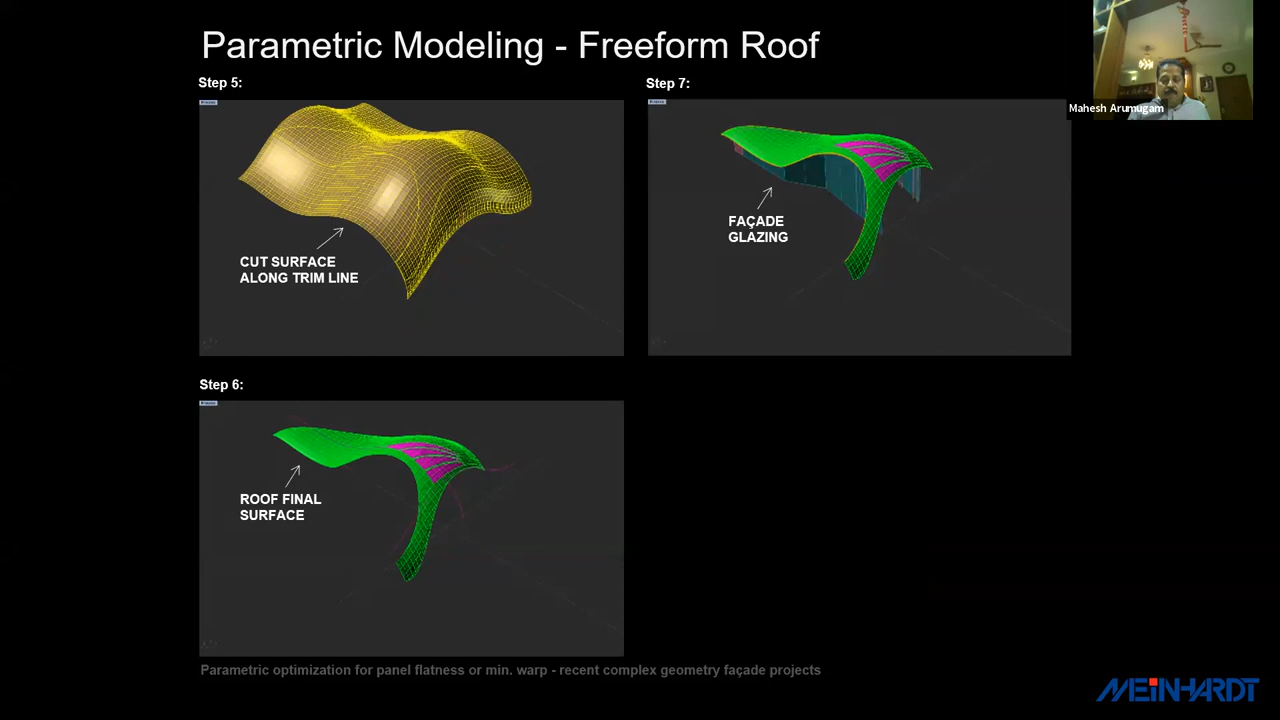 Parametric Modeling - Freeform Roof
Step 5:
CUT SURFACE
ALONG TRIM LINE
Step 7:
FAÇADE
GLAZING
Mahesh Arumugam
Step 6:
ROOF FINAL
SURFACE
Parametric optimization for panel flatness or min. warp - recent complex geometry façade projects
MEINHARDT